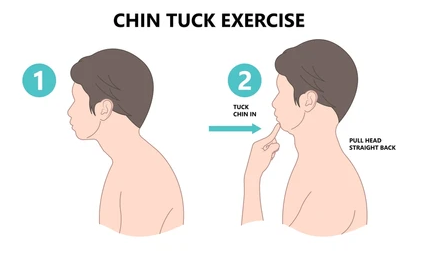 CHIN TUCK EXERCISE
1
2
TUCK
CHIN IN
PULL HEAD
STRAIGHT BACK